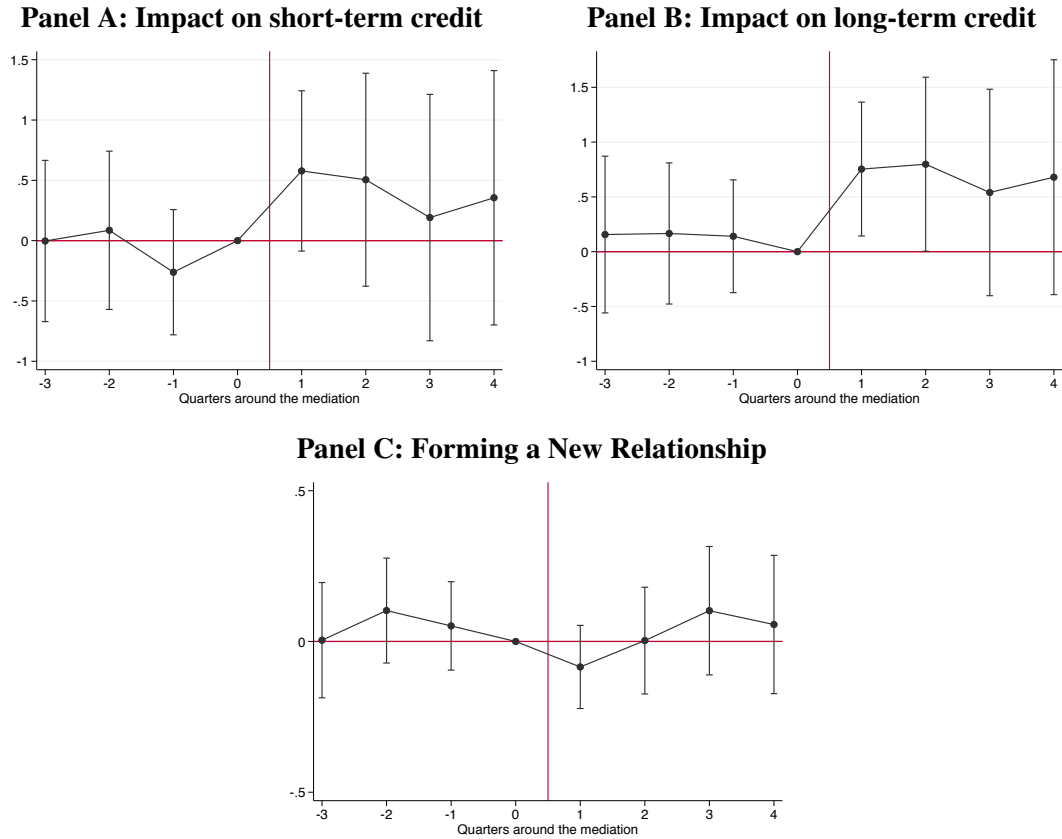 Panel A: Impact on short-term credit
1.5
1
.5
0
-.5
-1
-3 -2 -1 0 1 2 3 4
Quarters around the mediation
Panel B: Impact on long-term credit
1.5
1
.5
0
-.5
-1
-3 -2 -1 0 1 2 3 4
Quarters around the mediation
Panel C: Forming a New Relationship
.5
0
-.5
-3 -2 -1 0 1 2 3 4
Quarters around the mediation